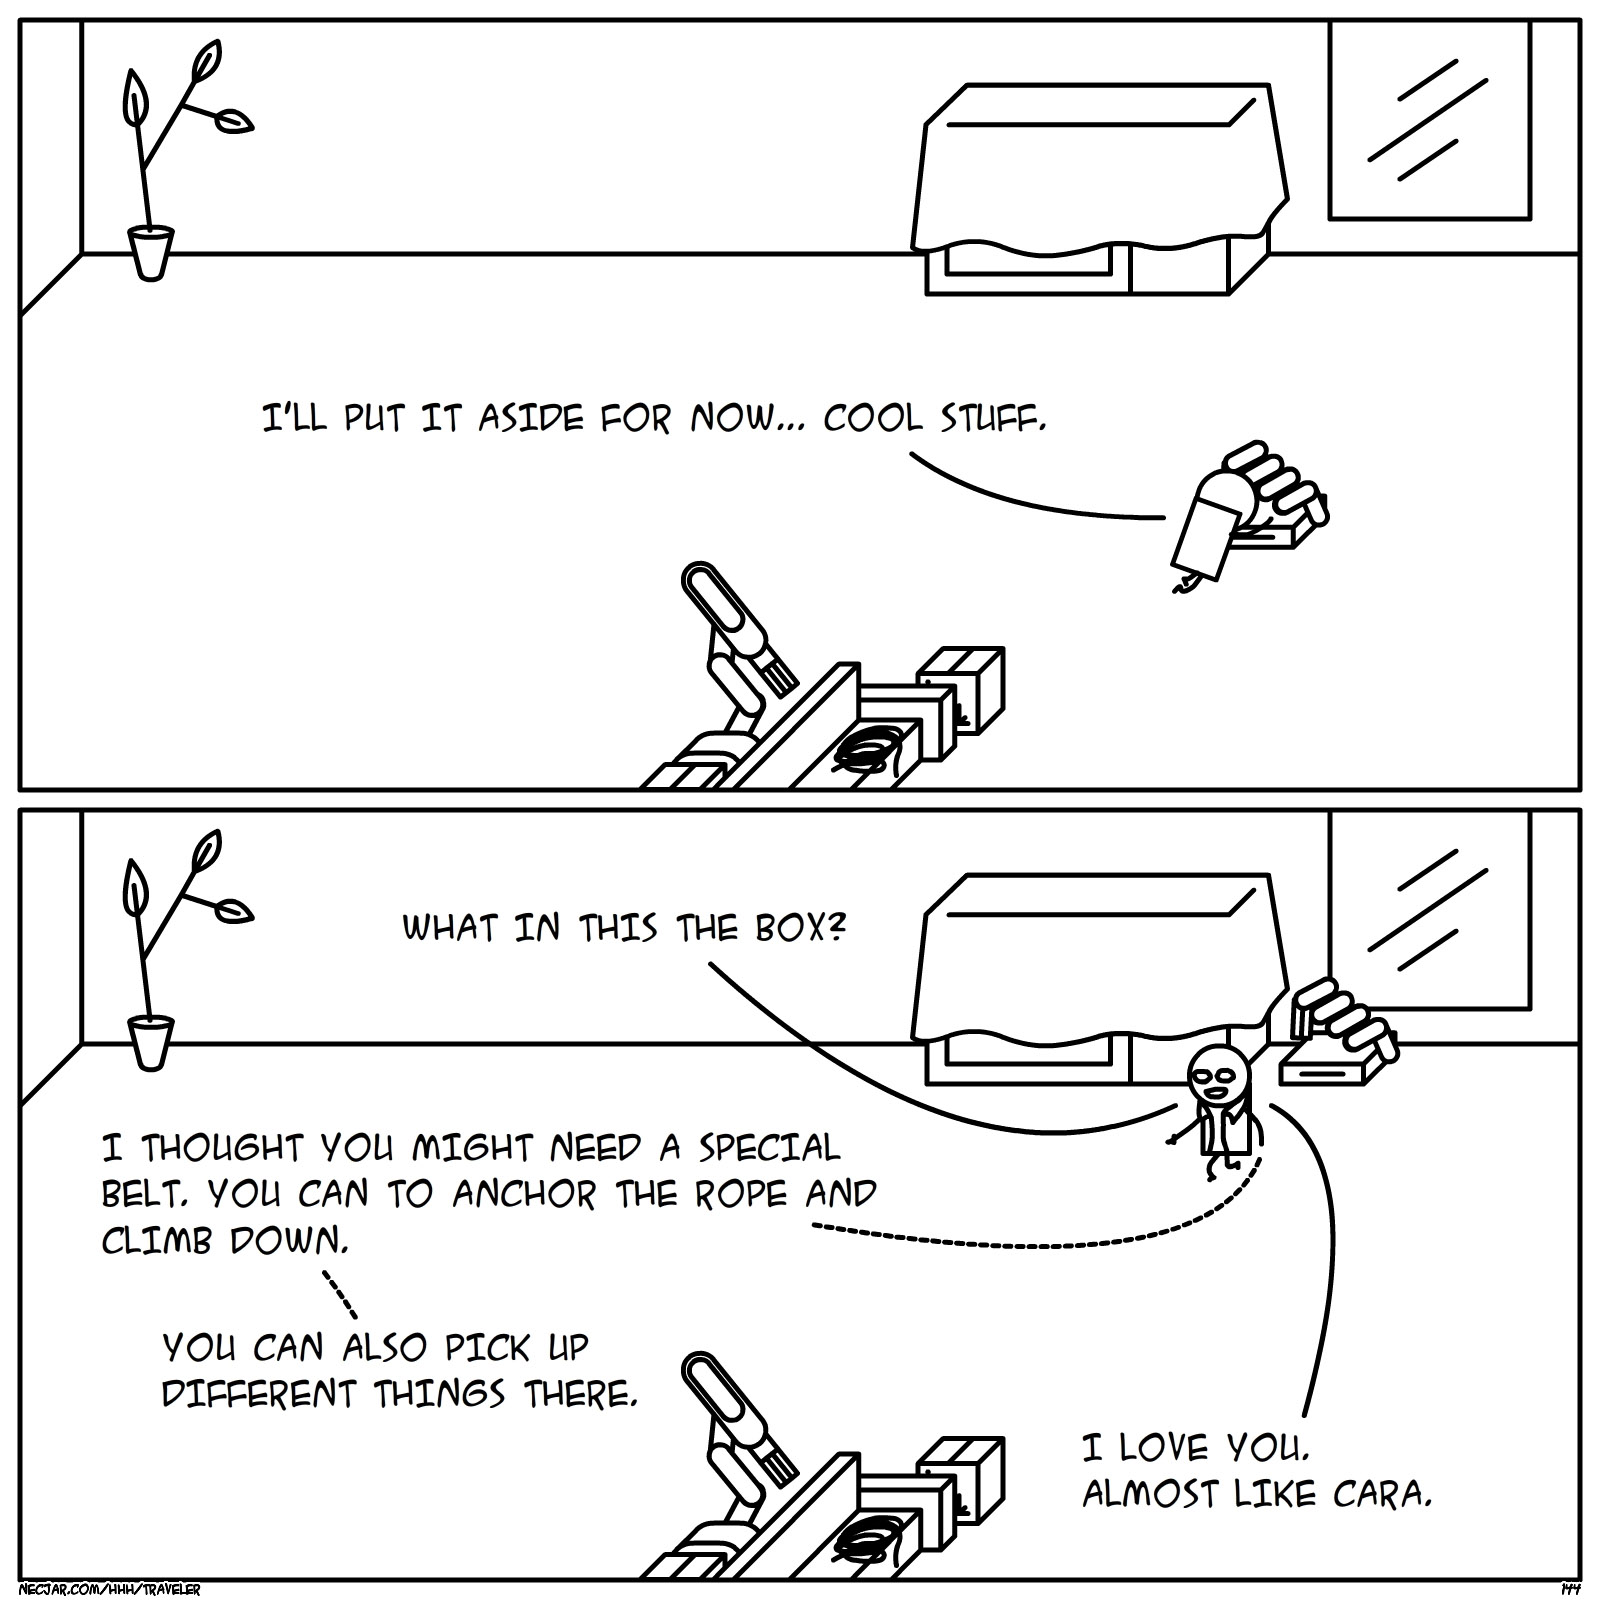 I'LL PUT IT ASIDE FOR NOW... COOL STUFF.
WHAT IN THIS THE BOX?
I THOUGHT YOU MIGHT NEED A SPECIAL
BELT. YOU CAN TO ANCHOR THE ROPE AND
CLIMB DOWN.
YOU CAN ALSO PICK UP
DIFFERENT THINGS THERE.
I LOVE YOU.
ALMOST LIKE CARA.
NECJAR.COM/HHH/TRAVELER
144